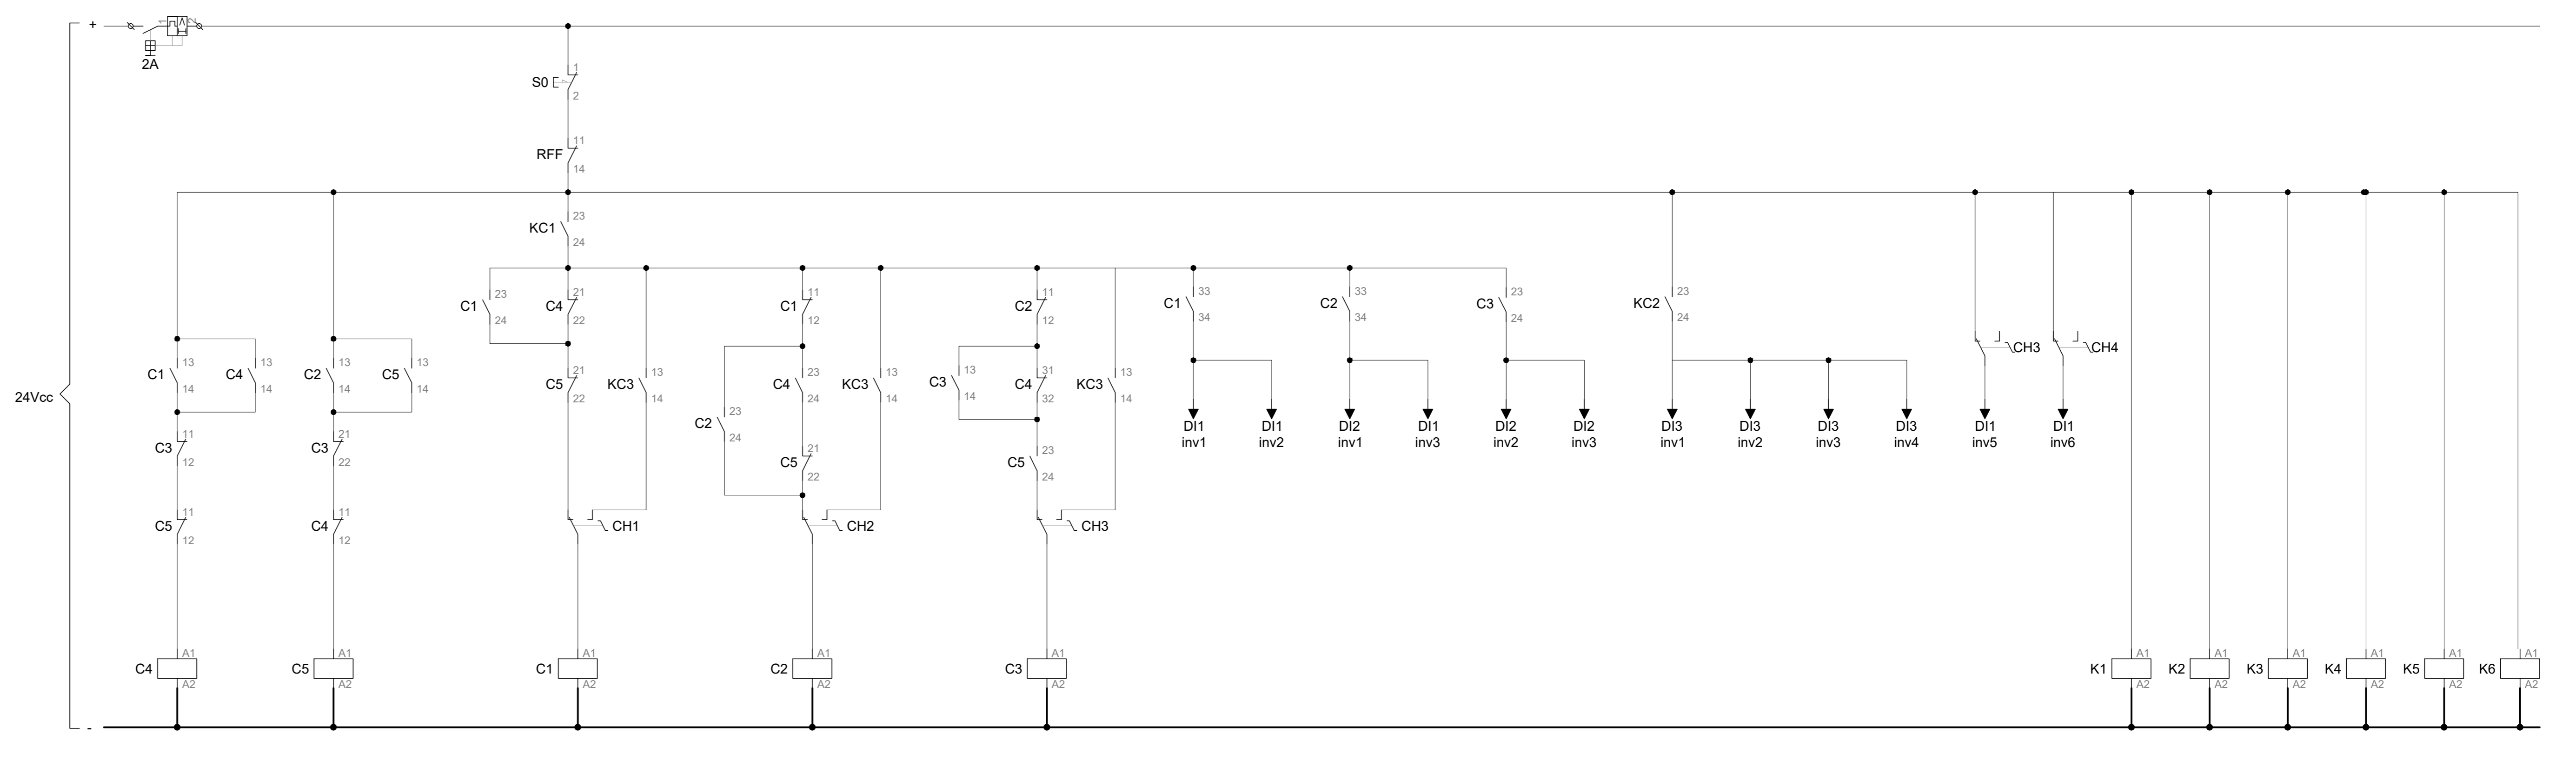 +
1
2
2A
S0
1
2
RFF
11
14
KC1
23
24
C1
23
24
C4
21
22
C1
11
12
C2
11
12
C1
33
34
C2
33
34
C3
23
24
KC2
23
24
CH3
CH4
C1
13
14
C4
13
14
C2
13
14
C5
13
14
C5
21
22
KC3
13
14
C2
23
24
C4
23
24
KC3
13
14
C3
13
14
C4
31
32
KC3
13
14
24Vcc
DI1
inv1
DI1
inv2
DI2
inv1
DI1
inv3
DI2
inv2
DI2
inv3
DI3
inv1
DI3
inv2
DI3
inv3
DI3
inv4
DI1
inv5
DI1
inv6
C3
11
12
C3
21
22
C5
21
22
C5
23
24
C5
11
12
C4
11
12
CH1
CH2
CH3
C4
A1
A2
C5
A1
A2
C1
A1
A2
C2
A1
A2
C3
A1
A2
K1
A1
A2
K2
A1
A2
K3
A1
A2
K4
A1
A2
K5
A1
A2
K6
A1
A2
-